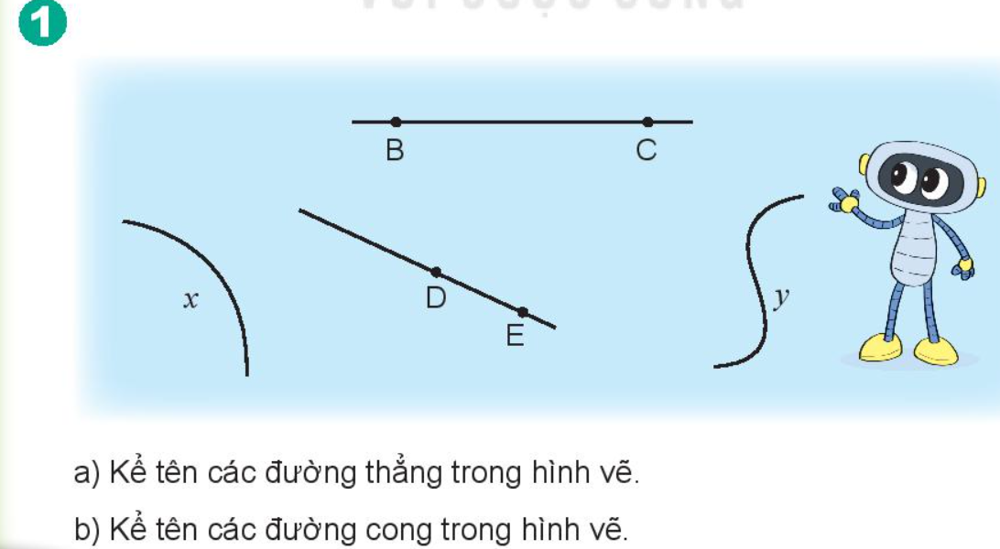 1
B
C
x
D
E
y
a) Kể tên các đường thẳng trong hình vẽ.
b) Kể tên các đường cong trong hình vẽ.